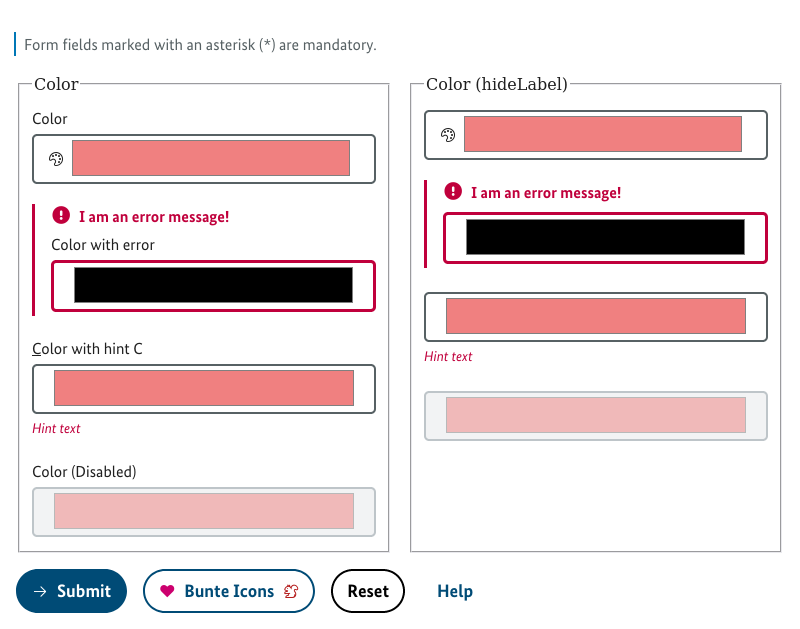 Form fields marked with an asterisk (*) are mandatory.
Color
Color
I am an error message!
Color with error
Color with hint C
Hint text
Color (Disabled)
Color (hideLabel)
I am an error message!
Hint text
Submit
Bunte Icons
Reset
Help